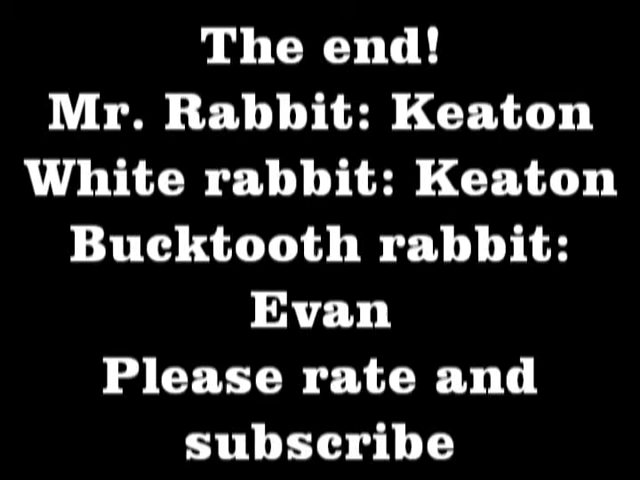 The end!
Mr. Rabbit: Keaton
White rabbit: Keaton
Bucktooth rabbit:
Evan
Please rate and
subscribe